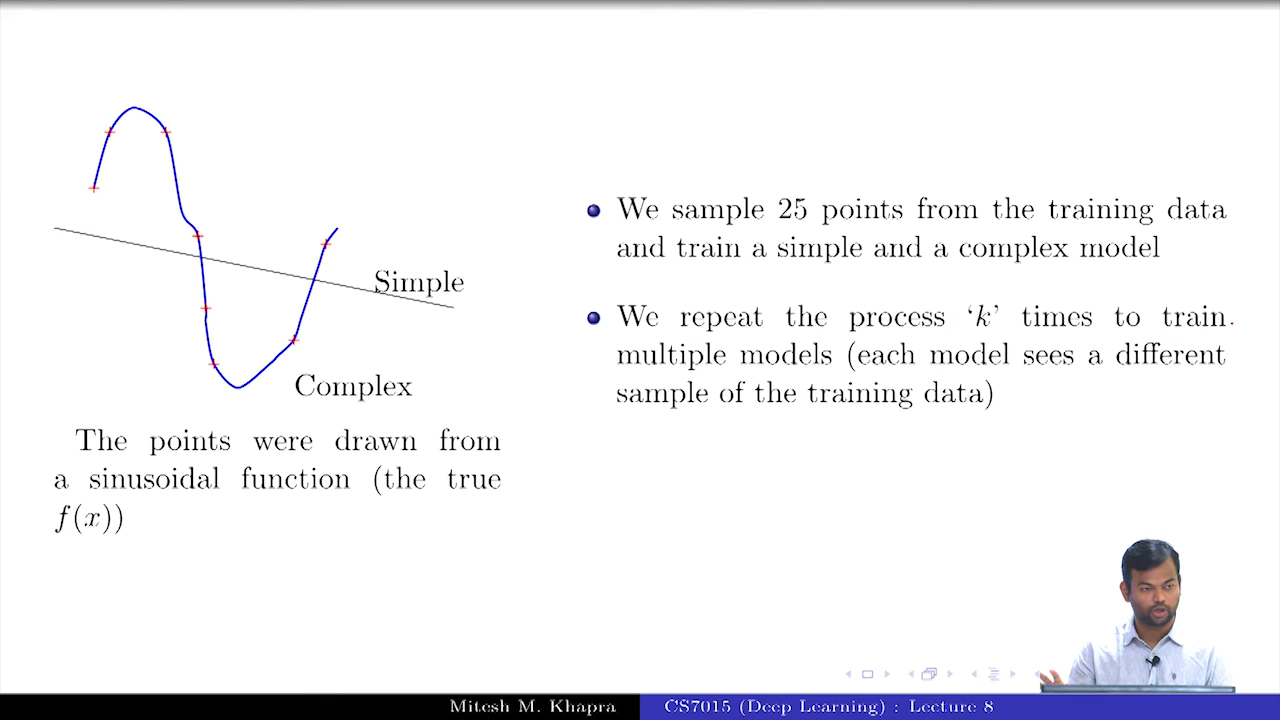 Simple
Complex
The points were drawn from
a sinusoidal function (the true
f(x))
We sample 25 points from the training data
and train a simple and a complex model
We repeat the process ‘k’ times to train
multiple models (each model sees a different
sample of the training data)
Mitesh M. Khapra
CS7015 (Deep Learning) : Lecture 8